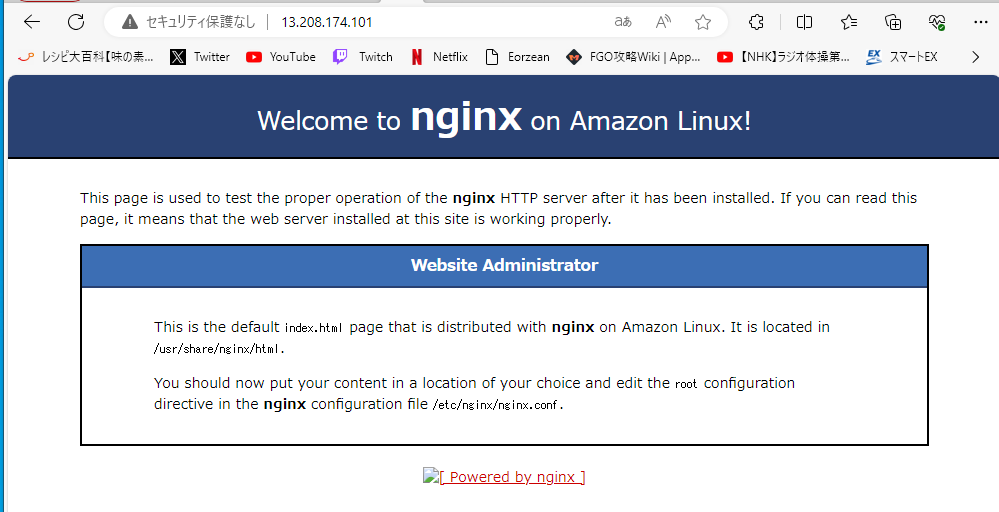 セキュリティ保護なし 13.208.174.101 あぁ A
レシピ大百科【味の素... Twitter YouTube Twitch Netflix Eorzean FGO攻略Wiki | App... 【NHK】ラジオ体操第... EX スマートEX
Welcome to nginx on Amazon Linux!
This page is used to test the proper operation of the nginx HTTP server after it has been installed. If you can read this
page, it means that the web server installed at this site is working properly.
Website Administrator
This is the default index.html page that is distributed with nginx on Amazon Linux. It is located in
/usr/share/nginx/html.
You should now put your content in a location of your choice and edit the root configuration
directive in the nginx configuration file /etc/nginx/nginx.conf.
[ Powered by nginx ]